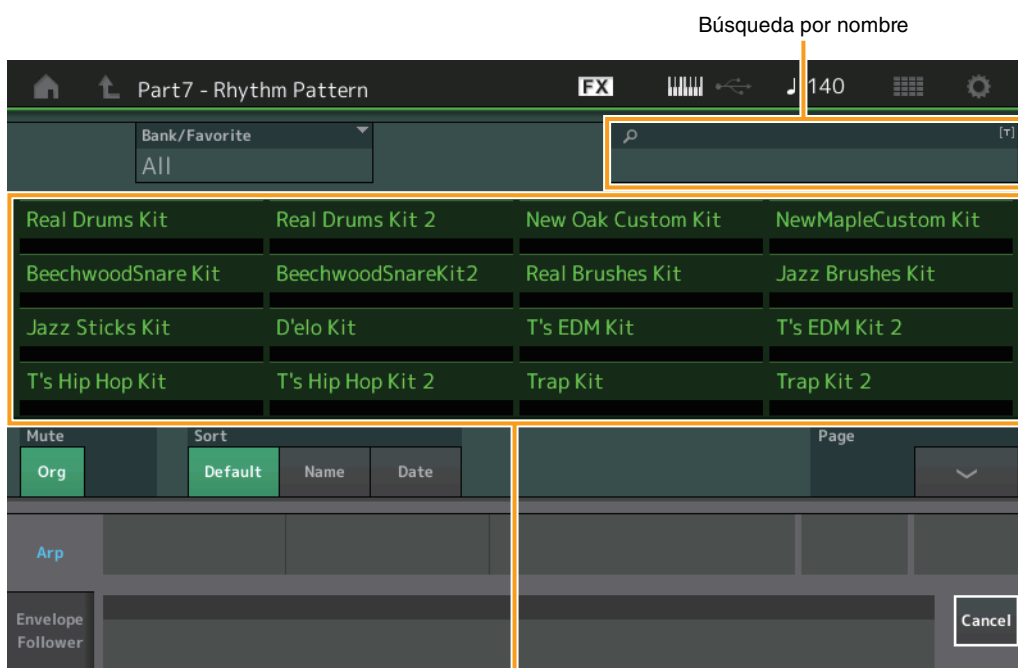 Búsqueda por nombre
Part7 - Rhythm Pattern FX ♩ 140
Bank/Favorite
[T]
All
Real Drums Kit Real Drums Kit 2 New Oak Custom Kit NewMapleCustom Kit
BeechwoodSnare Kit BeechwoodSnareKit2 Real Brushes Kit Jazz Brushes Kit
Jazz Sticks Kit D'elo Kit T's EDM Kit T's EDM Kit 2
T's Hip Hop Kit T's Hip Hop Kit 2 Trap Kit Trap Kit 2
Mute Sort Page
Org Default Name Date
Arp
Envelope
Follower
Cancel